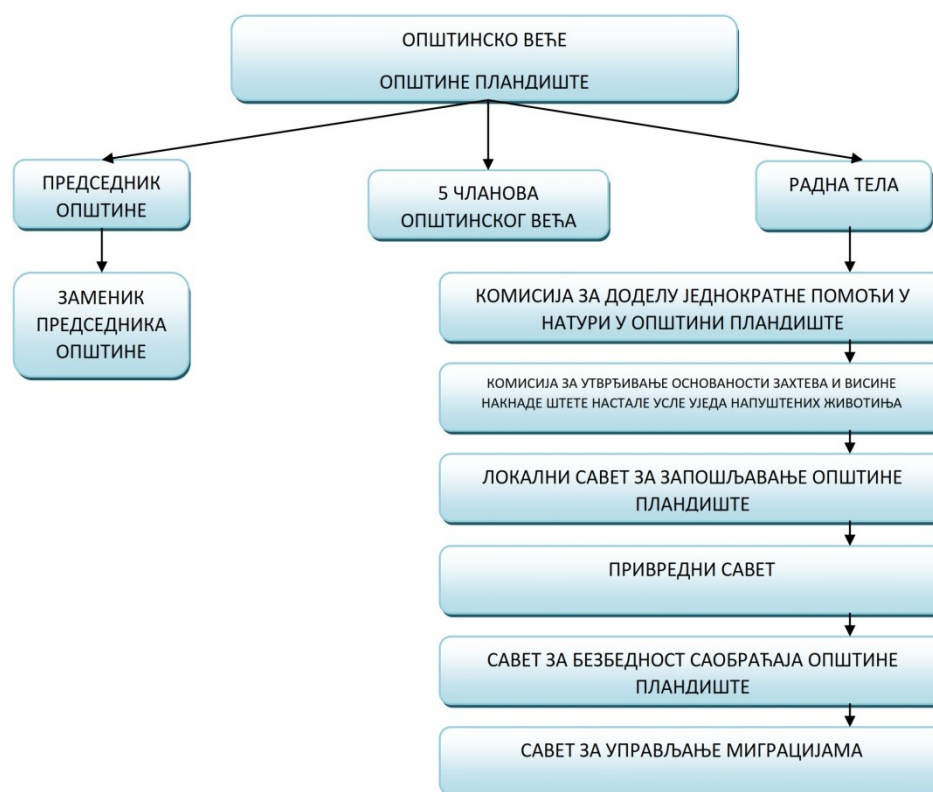 ОПШТИНСКО ВЕЋЕ
ОПШТИНЕ ПЛАНДИШТЕ
ПРЕДСЕДНИК
ОПШТИНЕ
5 ЧЛАНОВА
ОПШТИНСКОГ ВЕЋА
РАДНА ТЕЛА
ЗАМЕНИК
ПРЕДСЕДНИКА
ОПШТИНЕ
КОМИСИЈА ЗА ДОДЕЛУ ЈЕДНОКРАТНЕ ПОМОЋИ У
НАТУРИ У ОПШТИНИ ПЛАНДИШТЕ
КОМИСИЈА ЗА УТВРЂИВАЊЕ ОСНОВАНОСТИ ЗАХТЕВА И ВИСИНЕ
НАКНАДЕ ШТЕТЕ НАСТАЛЕ УСЛЕ УЈЕДА НАПУШТЕНИХ ЖИВОТИЊА
ЛОКАЛНИ САВЕТ ЗА ЗАПОШЉАВАЊЕ ОПШТИНЕ
ПЛАНДИШТЕ
ПРИВРЕДНИ САВЕТ
САВЕТ ЗА БЕЗБЕДНОСТ САОБРАЋАЈА ОПШТИНЕ
ПЛАНДИШТЕ
САВЕТ ЗА УПРАВЉАЊЕ МИГРАЦИЈАМА